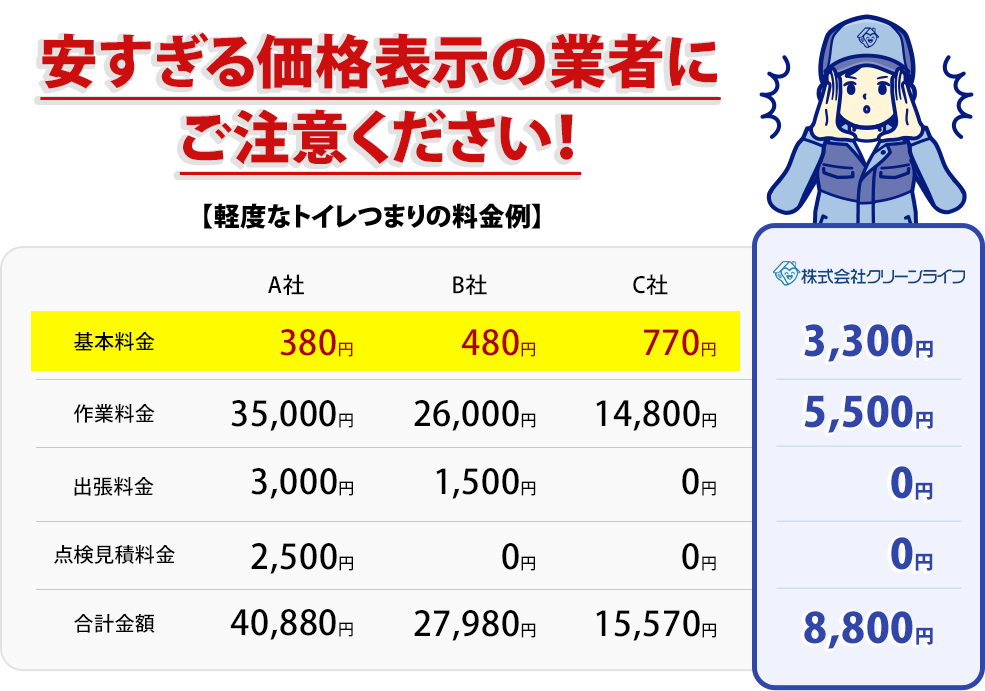 安すぎる価格表示の業者に
ご注意ください!
【軽度なトイレつまりの料金例】
A社 B社 C社 株式会社クリーンライフ
基本料金 380円 480円 770円 3,300円
作業料金 35,000円 26,000円 14,800円 5,500円
出張料金 3,000円 1,500円 0円 0円
点検見積料金 2,500円 0円 0円 0円
合計金額 40,880円 27,980円 15,570円 8,800円